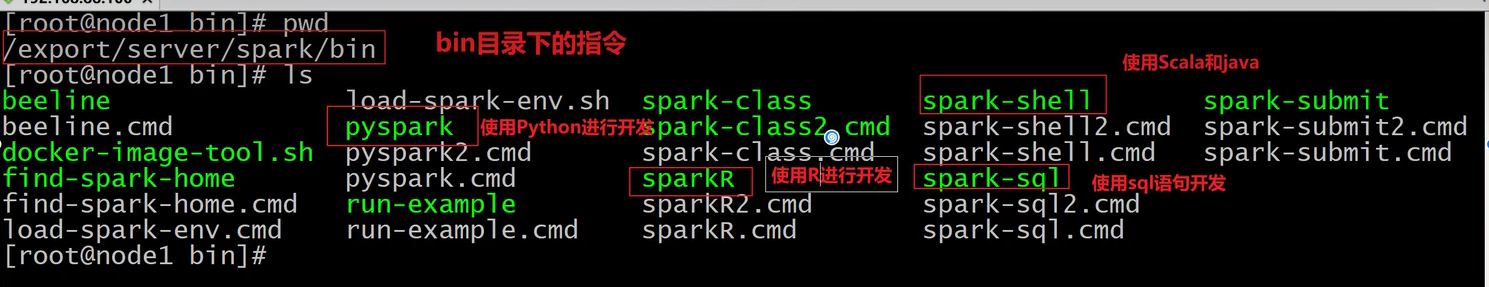 192.168.88.100 ×
[root@node1 bin]# pwd
/export/server/spark/bin
bin目录下的指令
[root@node1 bin]# ls
使用Scala和java
beeline load-spark-env.sh spark-class spark-shell spark-submit
beeline.cmd pyspark 使用Python进行开发 spark-class2.cmd spark-shell2.cmd spark-submit2.cmd
docker-image-tool.sh pyspark2.cmd spark-class.cmd spark-shell.cmd spark-submit.cmd
find-spark-home pyspark.cmd sparkR 使用R进行开发 spark-sql 使用sql语句开发
find-spark-home.cmd run-example sparkR2.cmd spark-sql2.cmd
load-spark-env.cmd run-example.cmd sparkR.cmd spark-sql.cmd
[root@node1 bin]#